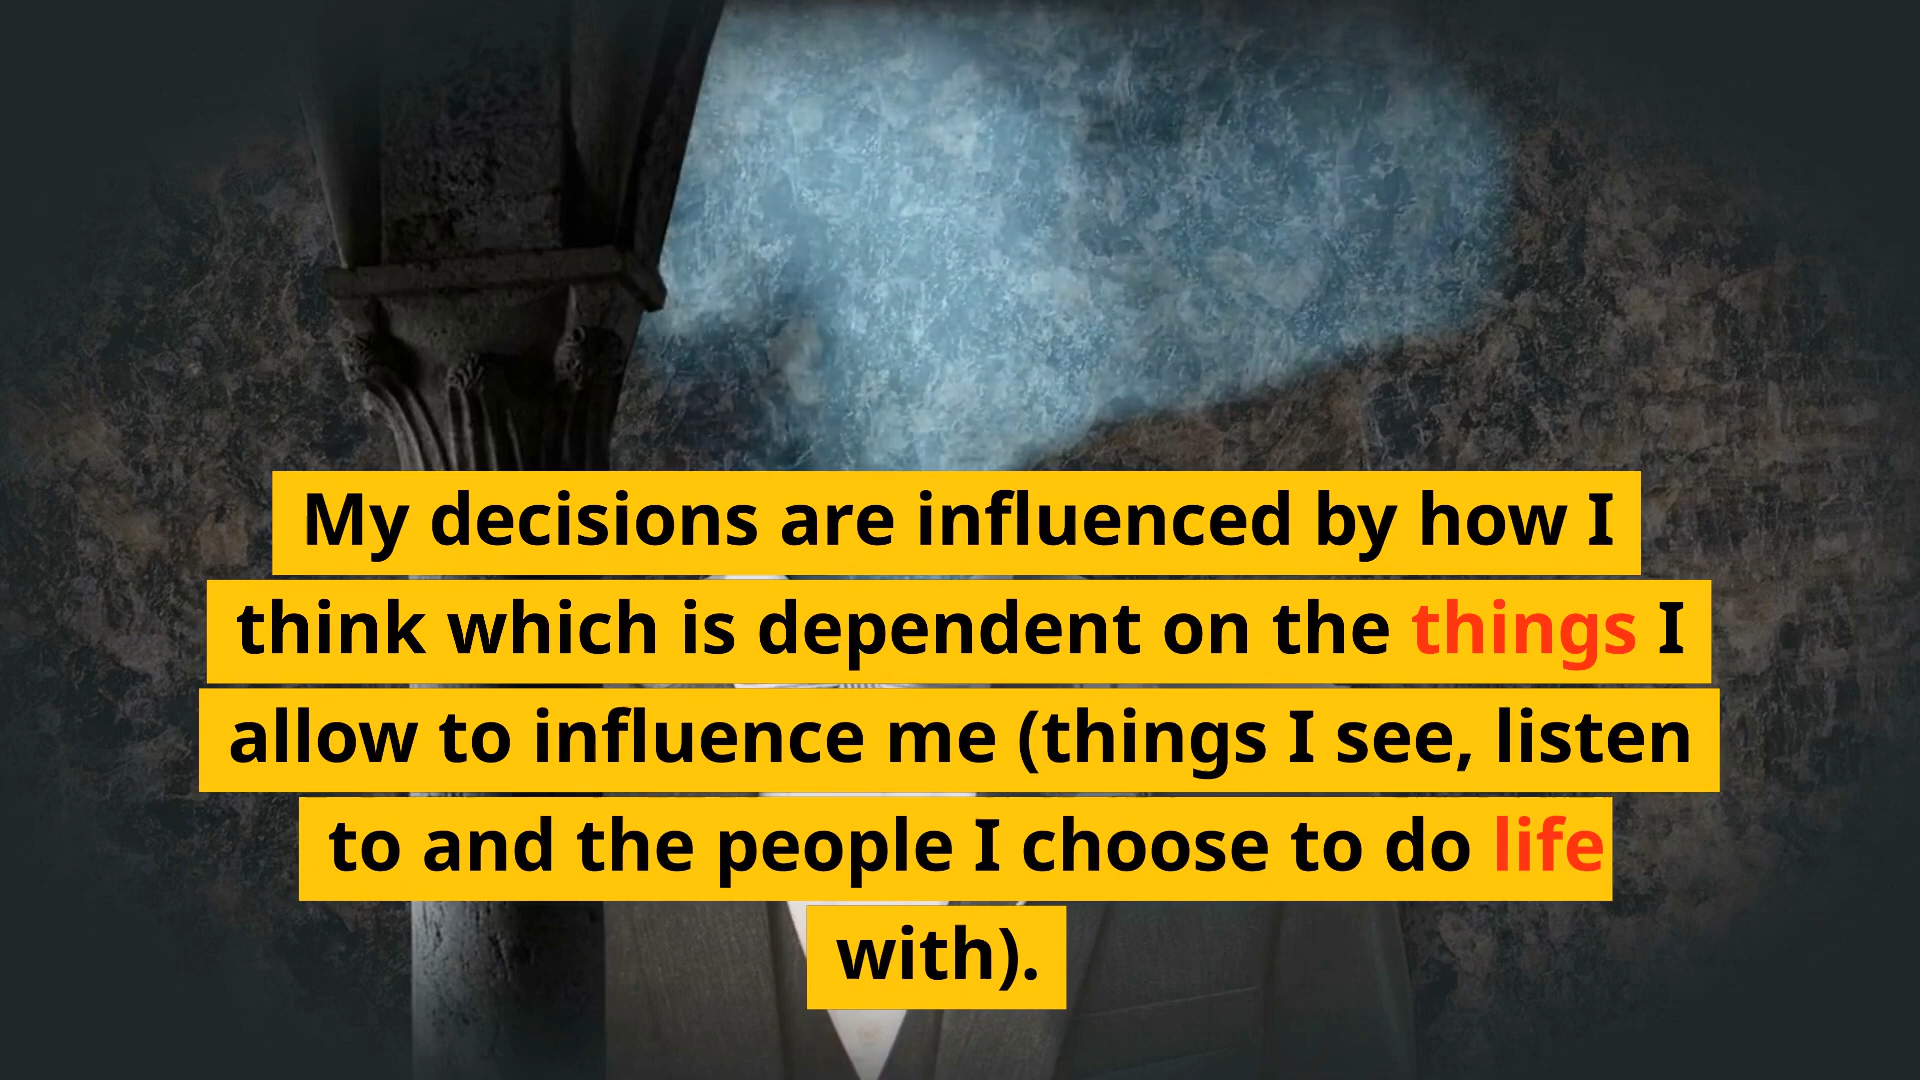 My decisions are influenced by how I
think which is dependent on the things I
allow to influence me (things I see, listen
to and the people I choose to do life
with).